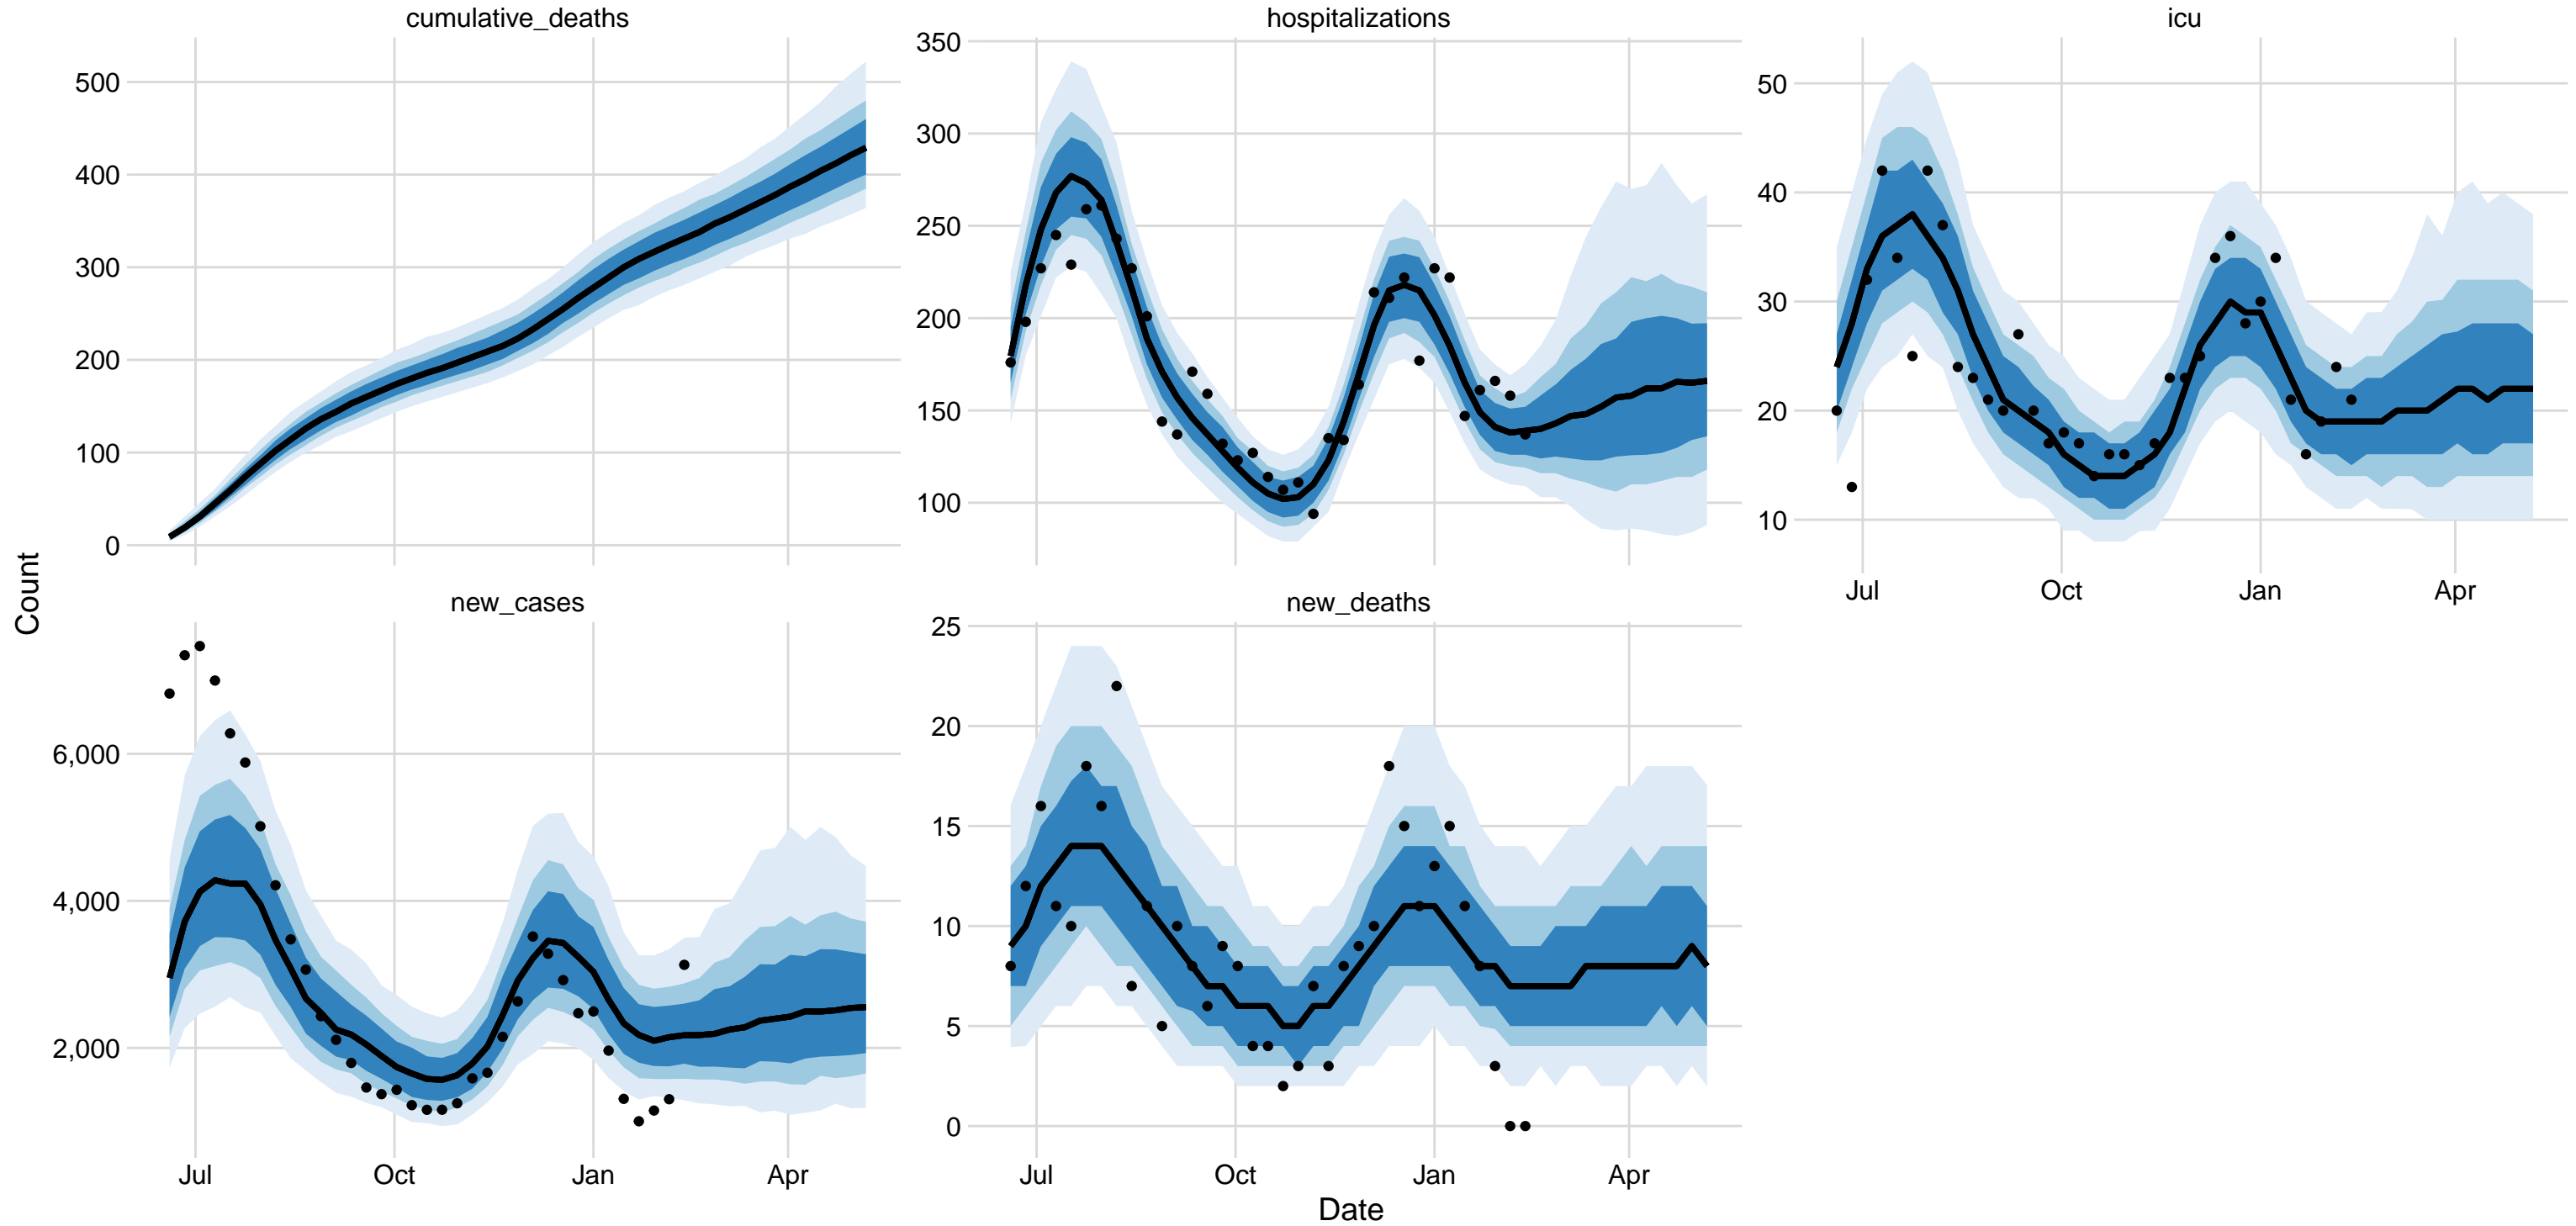 cumulative_deaths
500
400
300
200
100
0
hospitalizations
350
300
250
200
150
100
icu
50
40
30
20
10
Jul Oct Jan Apr
Count
new_cases
6,000
4,000
2,000
Jul Oct Jan Apr
new_deaths
25
20
15
10
5
0
Jul Oct Jan Apr
Date